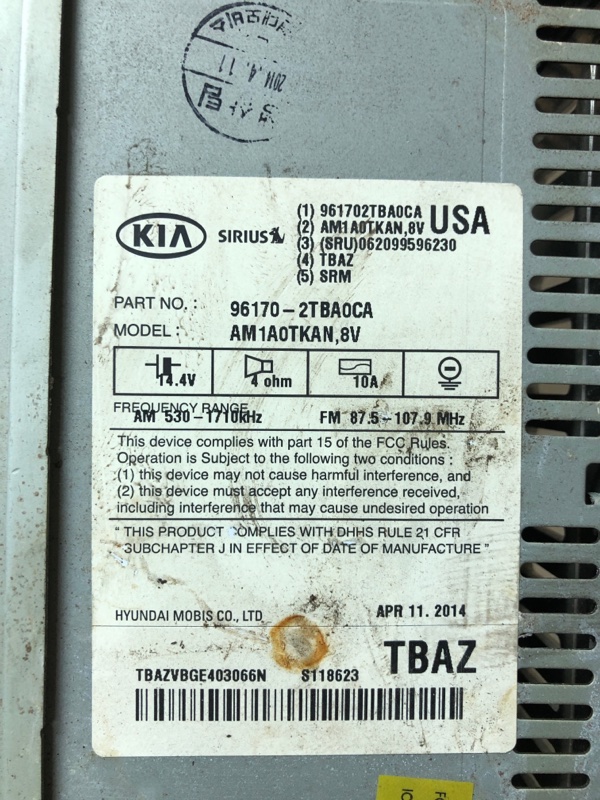 2014. 4. 11
KIA
SIRIUS
(1) 961702TBA0CA
(2) AM1A0TKAN,8V
(3) (SRU)062099596230
(4) TBAZ
(5) SRM
USA
PART NO. : 96170-2TBA0CA
MODEL : AM1A0TKAN,8V
14.4V
4 ohm
10A
FREQUENCY RANGE
AM 530-1710kHz FM 87.5-107.9 MHz
This device complies with part 15 of the FCC Rules.
Operation is Subject to the following two conditions :
(1) this device may not cause harmful interference, and
(2) this device must accept any interference received,
including interference that may cause undesired operation
" THIS PRODUCT COMPLIES WITH DHHS RULE 21 CFR
SUBCHAPTER J IN EFFECT OF DATE OF MANUFACTURE "
HYUNDAI MOBIS CO., LTD
APR 11. 2014
TBAZ
TBAZVBGE403066N S118623